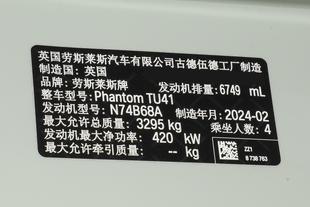 英国劳斯莱斯汽车有限公司古德伍德工厂制造
制造国：英国
品牌：劳斯莱斯牌 发动机排量：6749 mL
整车型号：Phantom TU41
发动机型号：N74B68A 制造年月：2024-02
最大允许总质量：3295 kg 乘坐人数：4
发动机最大净功率：420 kW
最大允许牵引质量：-- kg
ZZ1
8 738763